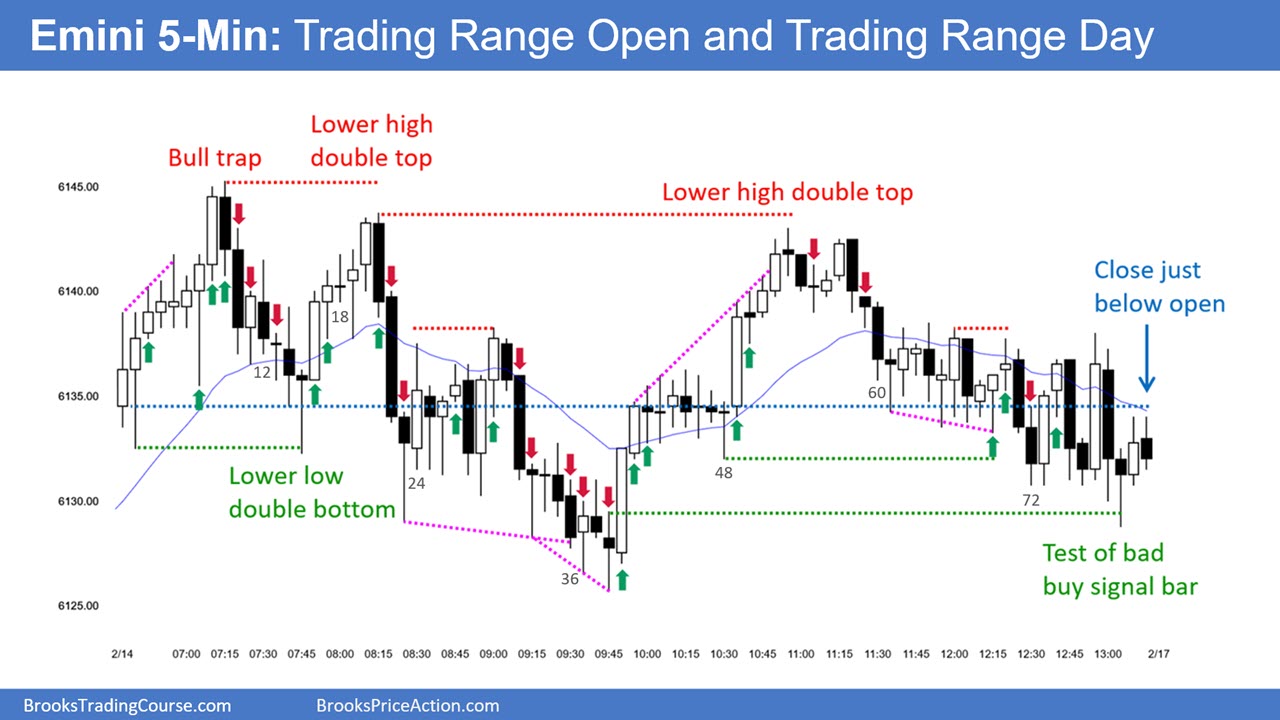 Emini 5-Min: Trading Range Open and Trading Range Day
Lower high
double top
Bull trap
Lower high double top
Close just
below open
6145.00
6140.00
6135.00
6130.00
6125.00
12
18
24
36
48
60
72
Lower low
double bottom
Test of bad
buy signal bar
2/14 07:00 07:15 07:30 07:45 08:00 08:15 08:30 08:45 09:00 09:15 09:30 09:45 10:00 10:15 10:30 10:45 11:00 11:15 11:30 11:45 12:00 12:15 12:30 12:45 13:00 2/17
BrooksTradingCourse.com BrooksPriceAction.com